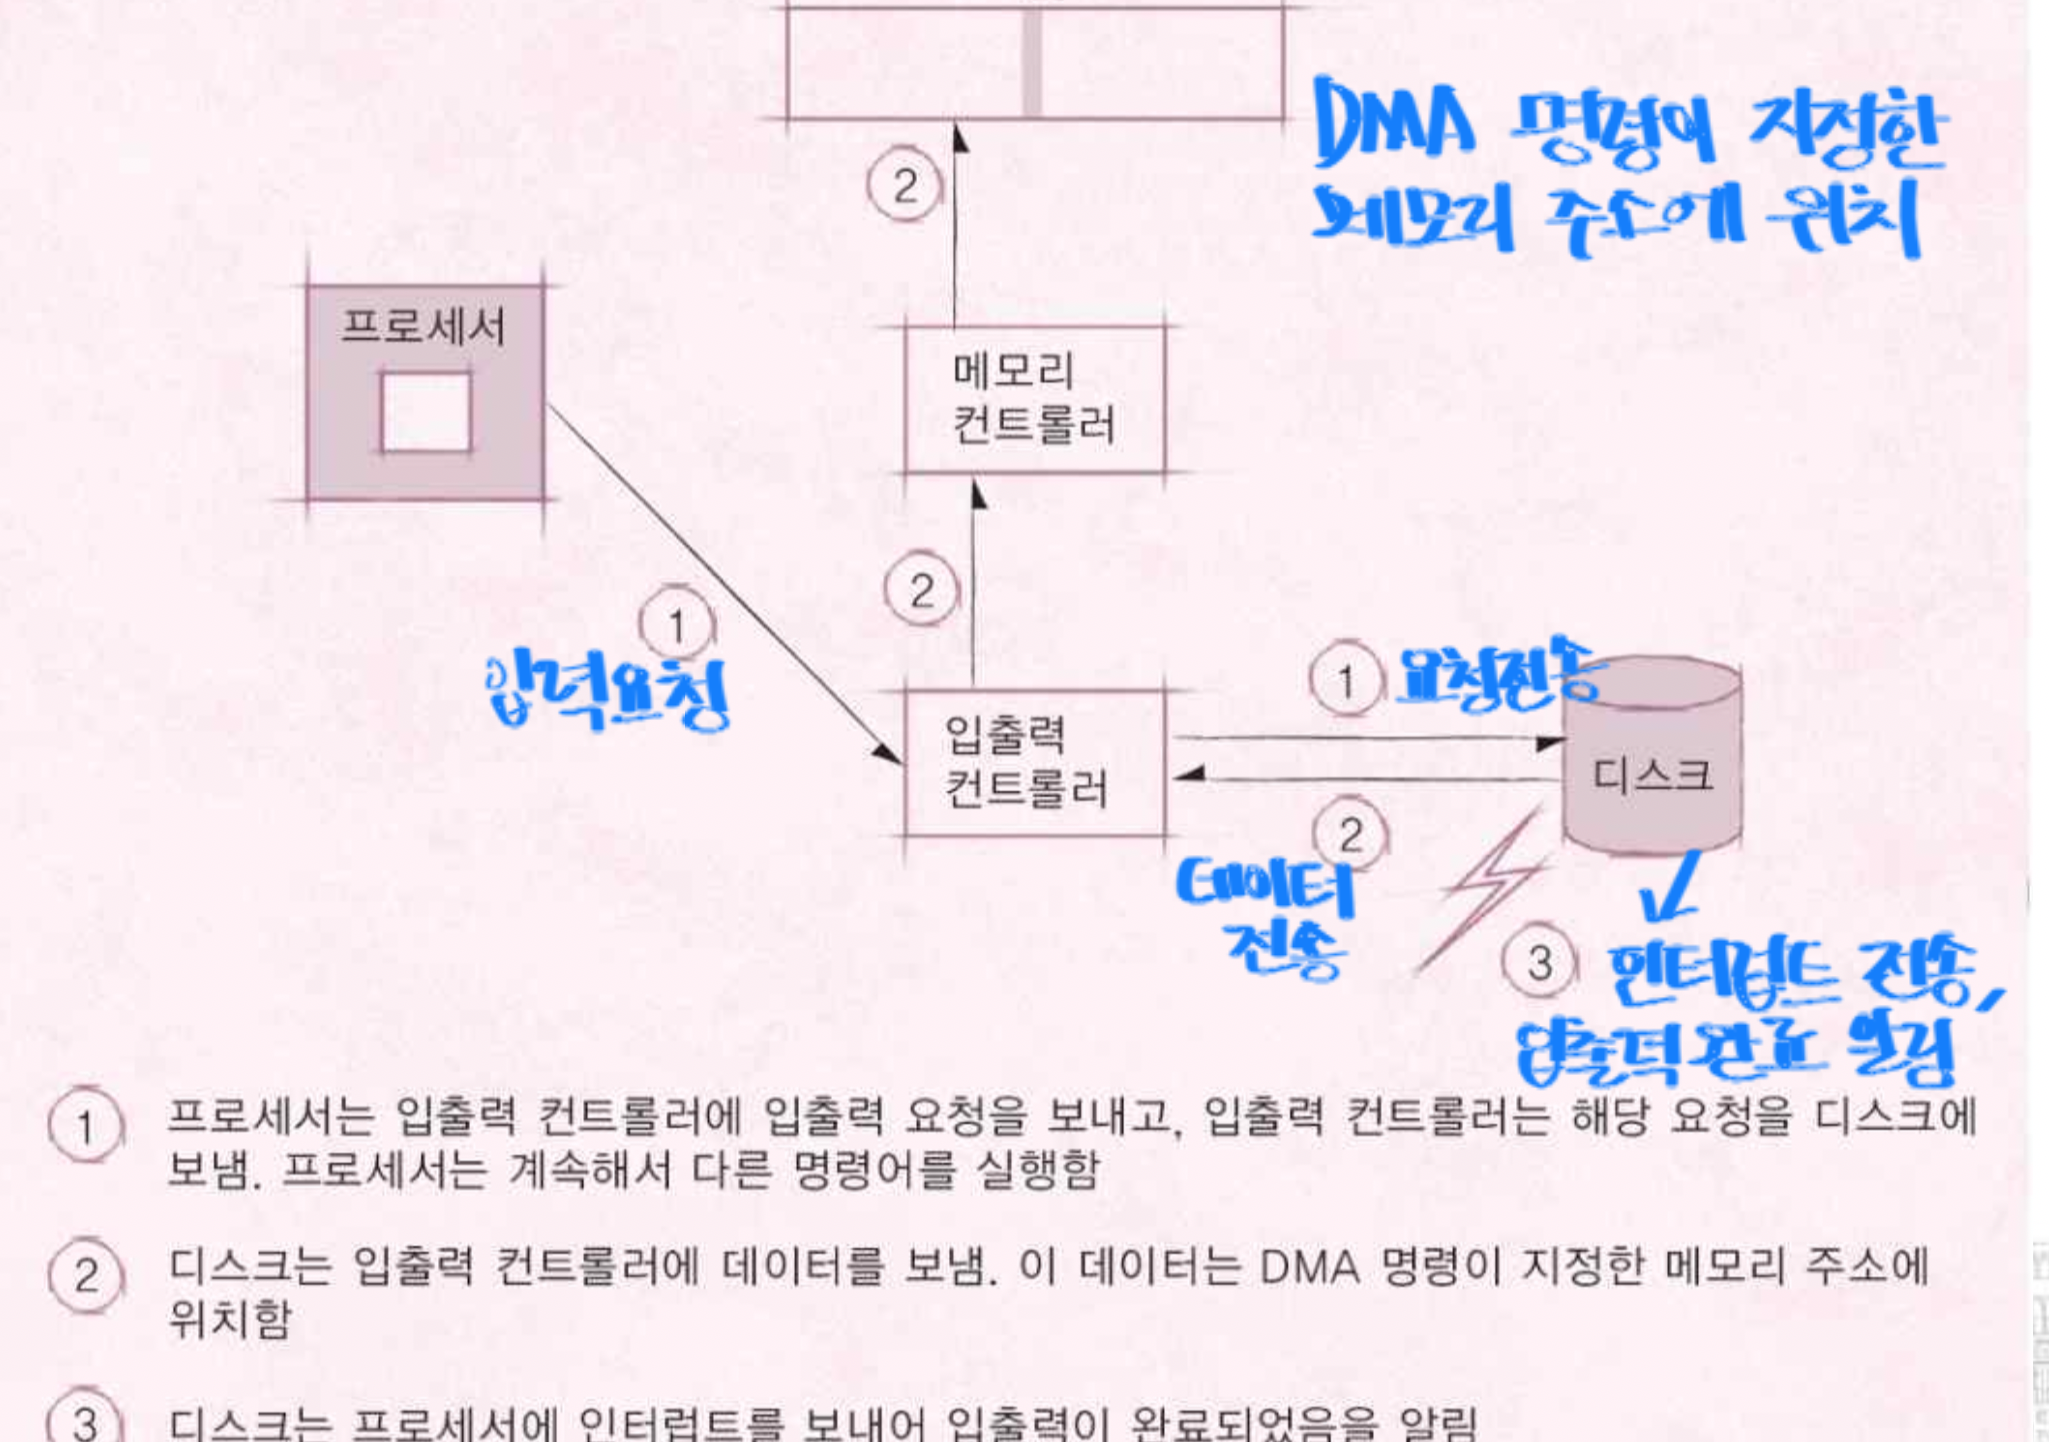 DMA 명령이 지정한
메모리 주소에 위치
②
프로세서
메모리
컨트롤러
②
①
입력요청
① 요청전송
입출력
컨트롤러
디스크
②
데이터
전송
③ 인터럽트 전송,
입출력 완료 알림
① 프로세서는 입출력 컨트롤러에 입출력 요청을 보내고, 입출력 컨트롤러는 해당 요청을 디스크에
보냄. 프로세서는 계속해서 다른 명령어를 실행함
② 디스크는 입출력 컨트롤러에 데이터를 보냄. 이 데이터는 DMA 명령이 지정한 메모리 주소에
위치함
③ 디스크는 프로세서에 인터럽트를 보내어 입출력이 완료되었음을 알림